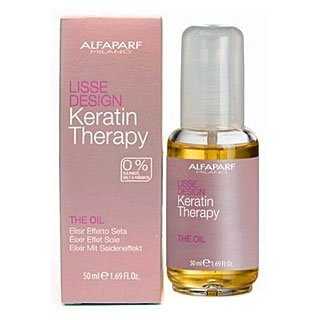 ALFAPARF
MILANO
LISSE
DESIGN
Keratin
Therapy
0%
THE OIL
Elisir Effetto Seta
Elixir Effet Soie
Elixir Mit Seideneffekt
50 ml ℮ 1.69 Fl.Oz.
ALFAPARF
MILANO
LISSE
DESIGN
Keratin
Therapy
THE OIL
50 ml ℮ 1.69 Fl.Oz.